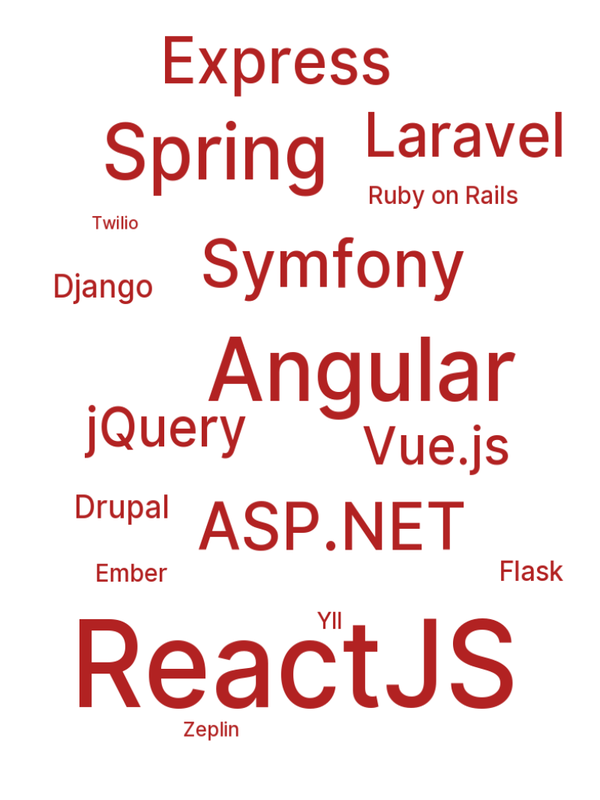 Express
Laravel
Spring
Ruby on Rails
Twilio
Symfony
Django
Angular
jQuery
Vue.js
Drupal
ASP.NET
Ember
Flask
YII
ReactJS
Zeplin